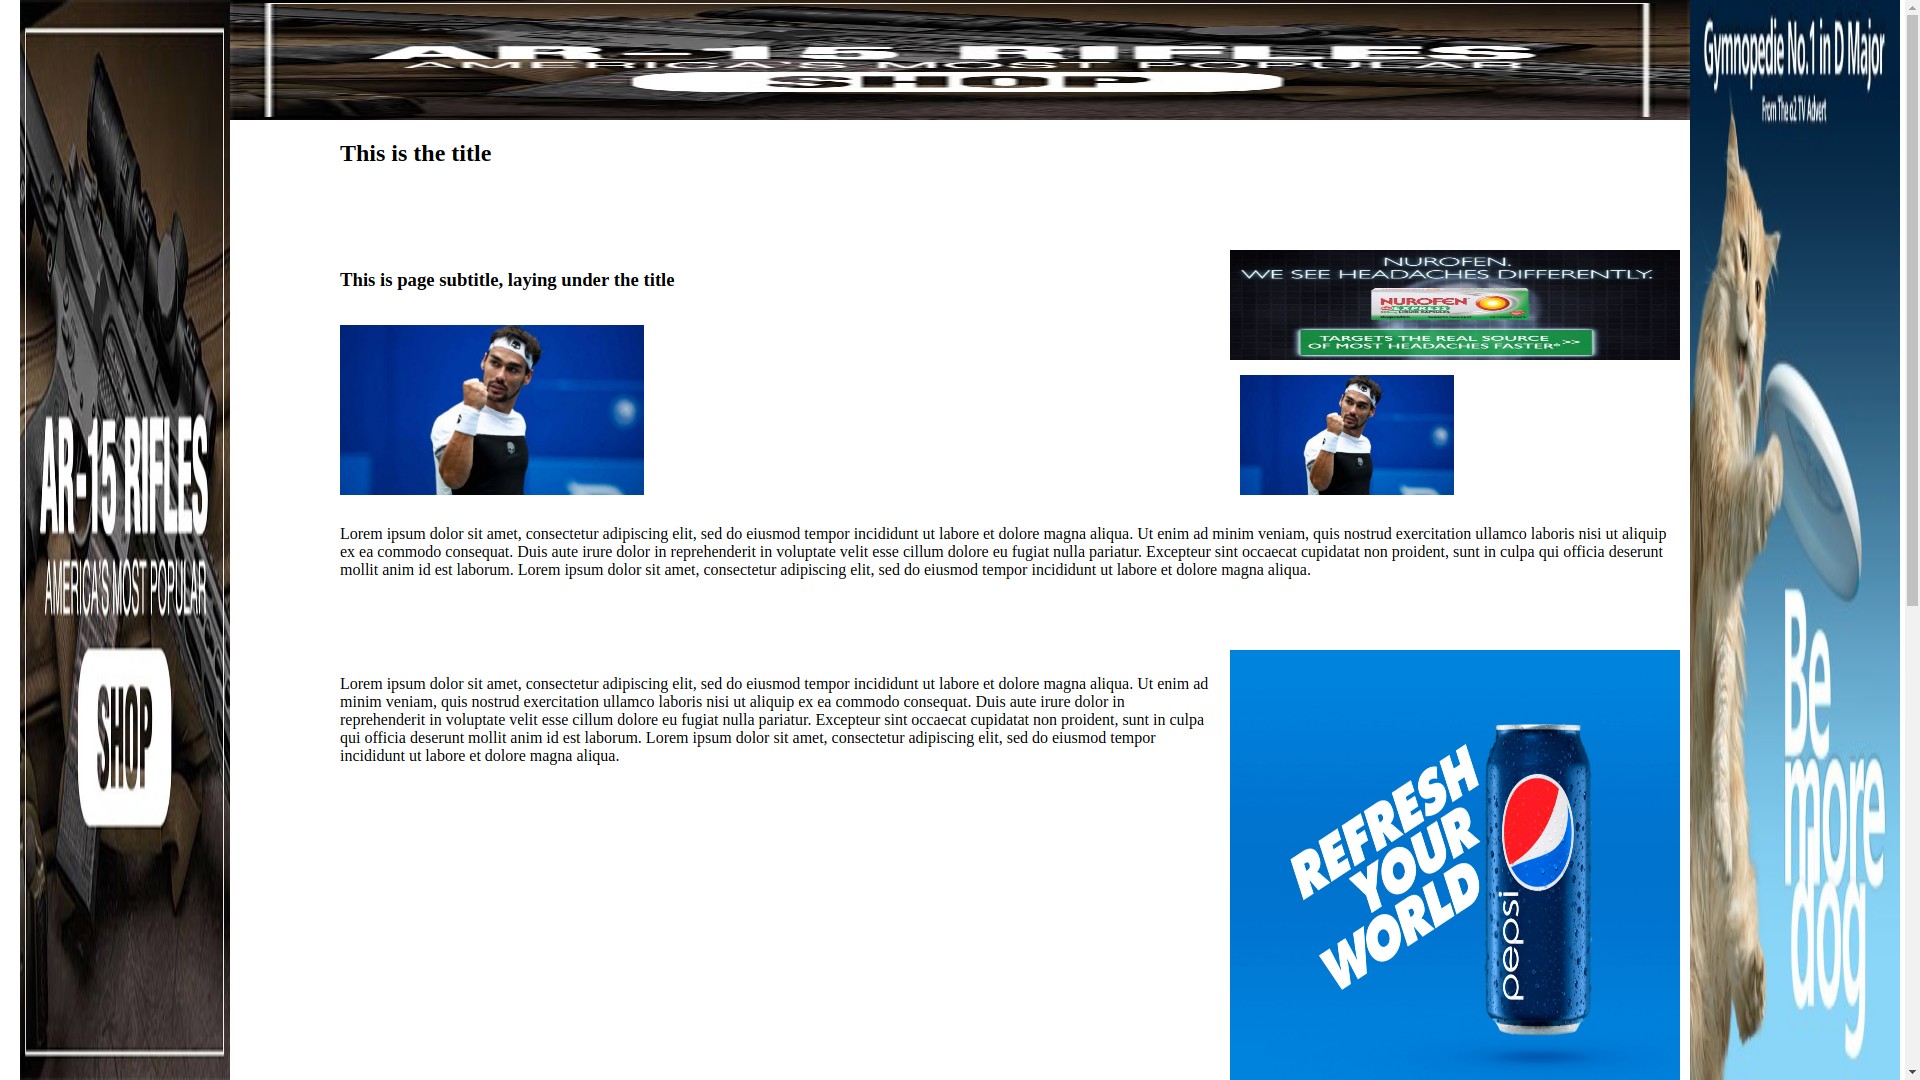 AR-15 RIFLES
AMERICA'S MOST POPULAR
SHOP
Gymnopedie No.1 in D Major
From The o2 TV Advert
This is the title
This is page subtitle, laying under the title
NUROFEN.
WE SEE HEADACHES DIFFERENTLY.
NUROFEN
EXPRESS
LIQUID CAPSULES
TARGETS THE REAL SOURCE
OF MOST HEADACHES FASTER* >>
AR-15 RIFLES
AMERICA'S MOST POPULAR
SHOP
Lorem ipsum dolor sit amet, consectetur adipiscing elit, sed do eiusmod tempor incididunt ut labore et dolore magna aliqua. Ut enim ad minim veniam, quis nostrud exercitation ullamco laboris nisi ut aliquip
ex ea commodo consequat. Duis aute irure dolor in reprehenderit in voluptate velit esse cillum dolore eu fugiat nulla pariatur. Excepteur sint occaecat cupidatat non proident, sunt in culpa qui officia deserunt
mollit anim id est laborum. Lorem ipsum dolor sit amet, consectetur adipiscing elit, sed do eiusmod tempor incididunt ut labore et dolore magna aliqua.
Lorem ipsum dolor sit amet, consectetur adipiscing elit, sed do eiusmod tempor incididunt ut labore et dolore magna aliqua. Ut enim ad
minim veniam, quis nostrud exercitation ullamco laboris nisi ut aliquip ex ea commodo consequat. Duis aute irure dolor in
reprehenderit in voluptate velit esse cillum dolore eu fugiat nulla pariatur. Excepteur sint occaecat cupidatat non proident, sunt in culpa
qui officia deserunt mollit anim id est laborum. Lorem ipsum dolor sit amet, consectetur adipiscing elit, sed do eiusmod tempor
incididunt ut labore et dolore magna aliqua.
REFRESH
YOUR
WORLD
pepsi
Be
more
dog